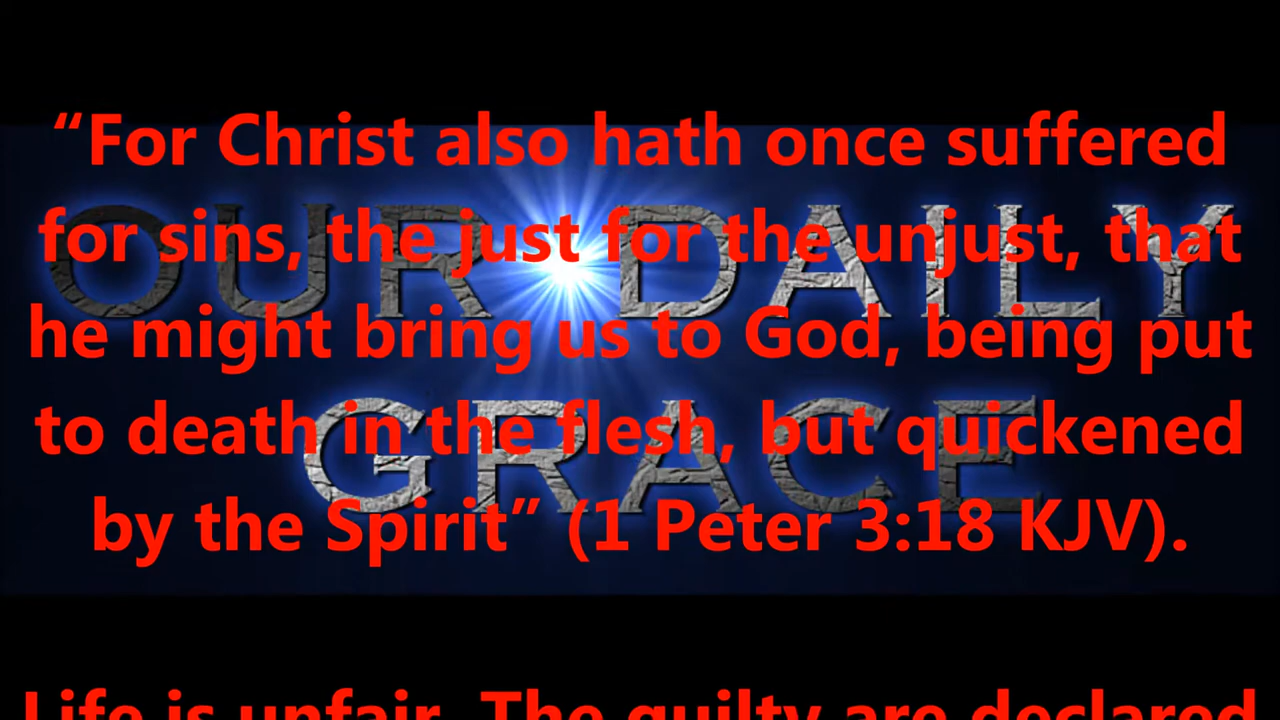 “For Christ also hath once suffered
for sins, the just for the unjust, that
he might bring us to God, being put
to death in the flesh, but quickened
by the Spirit” (1 Peter 3:18 KJV).
Life is unfair. The guilty are declared
OUR DAILY
GRACE